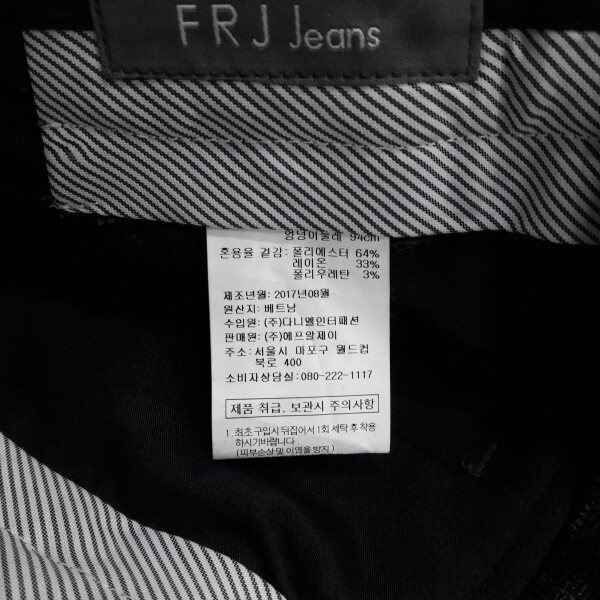 FRJ Jeans
엉덩이둘레 94cm
혼용율 겉감: 폴리에스터 64%
레이온 33%
폴리우레탄 3%
제조년월: 2017년08월
원산지: 베트남
수입원: (주)다니엘인터패션
판매원: (주)에프알제이
주소: 서울시 마포구 월드컵
북로 400
소비자상담실: 080-222-1117
제품 취급, 보관시 주의사항
1. 최초 구입시 뒤집어서 1회 세탁 후 착용
하시기바랍니다
(피부손상 및 이염을 방지)